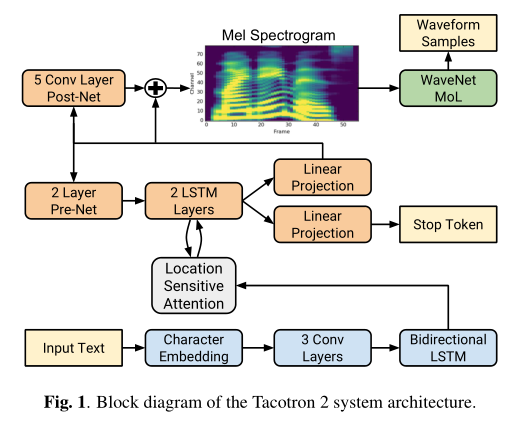 Mel Spectrogram
Waveform
Samples
5 Conv Layer
Post-Net
Channel
70
60
50
40
30
20
10
0
0
10
20
30
40
50
Frame
WaveNet
MoL
2 Layer
Pre-Net
2 LSTM
Layers
Linear
Projection
Linear
Projection
Stop Token
Location
Sensitive
Attention
Input Text
Character
Embedding
3 Conv
Layers
Bidirectional
LSTM
Fig. 1. Block diagram of the Tacotron 2 system architecture.